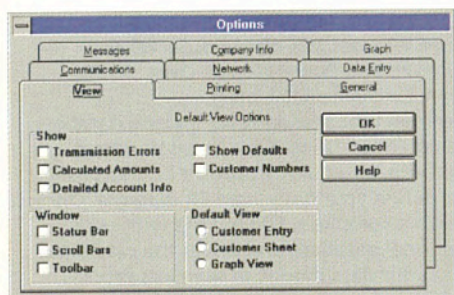 Options
Messages Company Info Graph
Communications Network Data Entry
View Printing General
Default View Options
Show
Transmission Errors Show Defaults
Calculated Amounts Customer Numbers
Detailed Account Info
OK
Cancel
Help
Window
Status Bar
Scroll Bars
Toolbar
Default View
Customer Entry
Customer Sheet
Graph View